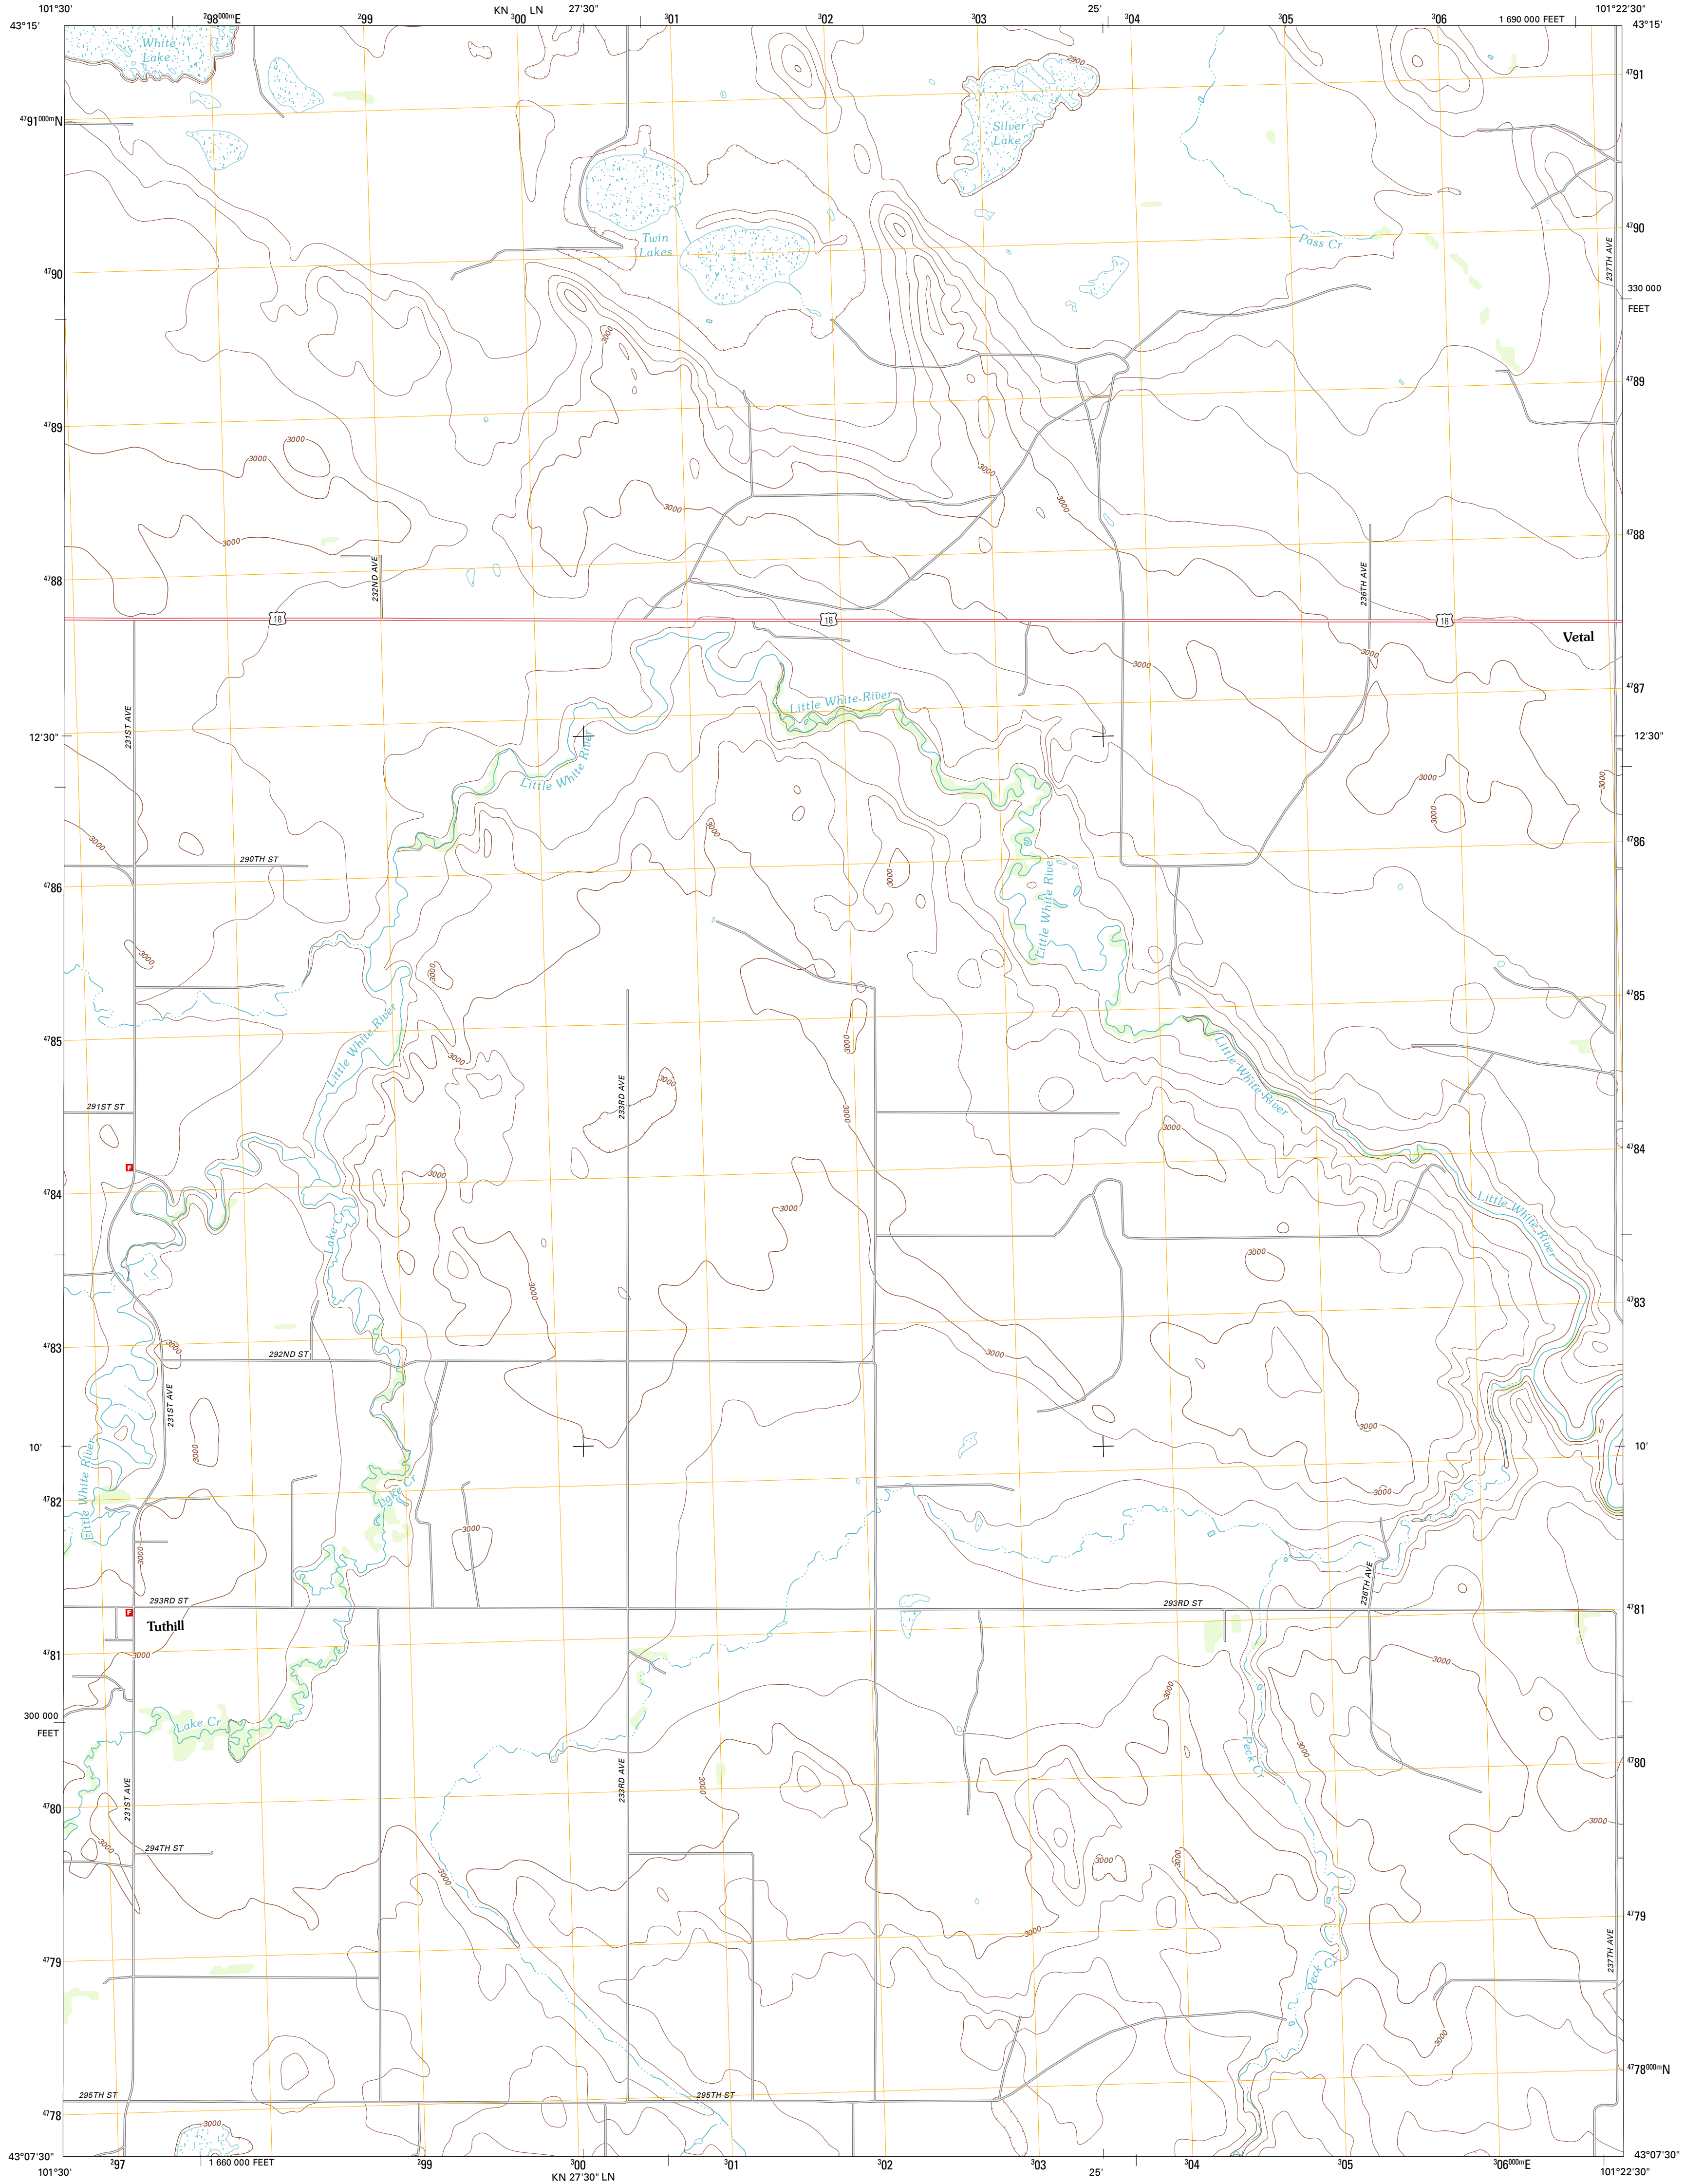 101°30'
²98⁰⁰⁰ᵐE
²99
KN
³00
LN
27'30"
³01
³02
³03
25'
³04
³05
³06
1 690 000 FEET
101°22'30"
43°15'
43°15'
White
Lake
2900
⁴⁷91
⁴⁷91⁰⁰⁰ᵐN
Silver
Lake
Twin
Lakes
Pass Cr
⁴⁷90
237TH AVE
⁴⁷90
330 000
FEET
3000
⁴⁷89
⁴⁷89
3000
3000
3000
3000
3000
3000
⁴⁷88
⁴⁷88
232ND AVE
236TH AVE
18
18
18
Vetal
3000
3000
⁴⁷87
Little White River
231ST AVE
12'30"
12'30"
Little White River
3000
3000
3000
3000
3000
⁴⁷86
290TH ST
3000
⁴⁷86
Little White River
3000
3000
⁴⁷85
Little White River
3000
3000
⁴⁷85
Little White River
3000
233RD AVE
291ST ST
3000
3000
⁴⁷84
F
3000
⁴⁷84
3000
Little White River
Lake Cr
3000
3000
⁴⁷83
3000
⁴⁷83
292ND ST
3000
231ST AVE
3000
3000
10'
10'
Little White River
Lake Cr
3000
⁴⁷82
3000
3000
236TH AVE
293RD ST
293RD ST
⁴⁷81
F
Tuthill
3000
⁴⁷81
3000
3000
300 000
FEET
Lake Cr
Peck Cr
3000
⁴⁷80
231ST AVE
233RD AVE
3000
⁴⁷80
3000
3000
294TH ST
3000
3000
3000
⁴⁷79
3000
237TH AVE
⁴⁷79
Peck Cr
3000
⁴⁷78⁰⁰⁰ᵐN
295TH ST
295TH ST
⁴⁷78
3000
43°07'30"
43°07'30"
²97
1 660 000 FEET
²99
³00
³01
³02
³03
25'
³04
³05
³06⁰⁰⁰ᵐE
101°30'
KN 27'30" LN
101°22'30"